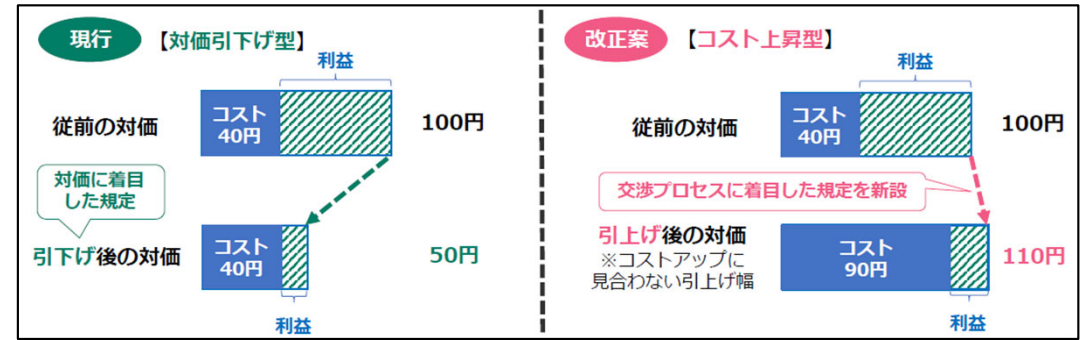 現行
【対価引下げ型】
利益
従前の対価
コスト
40円
100円
対価に着目
した規定
引下げ後の対価
コスト
40円
50円
利益
改正案
【コスト上昇型】
利益
従前の対価
コスト
40円
100円
交渉プロセスに着目した規定を新設
引上げ後の対価
※コストアップに
見合わない引上げ幅
コスト
90円
110円
利益